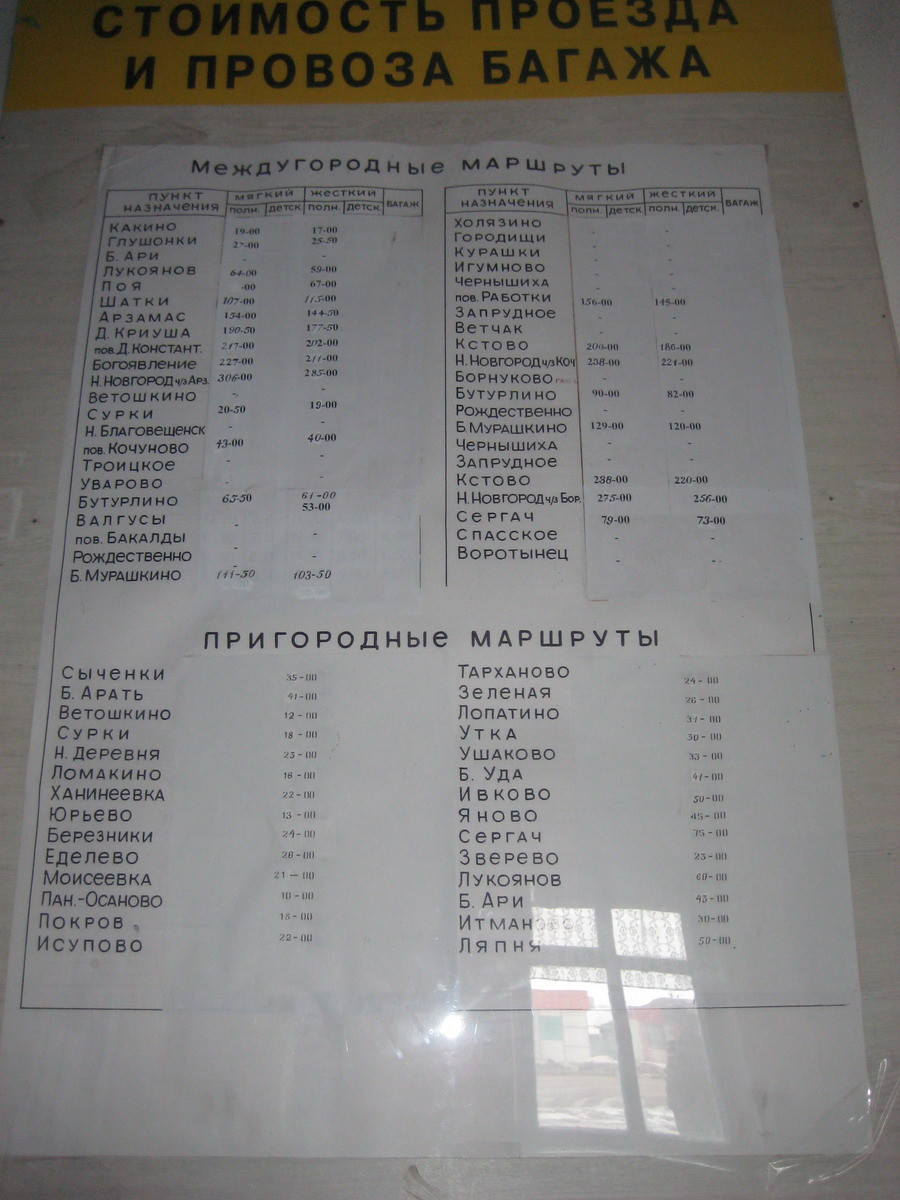 СТОИМОСТЬ ПРОЕЗДА
И ПРОВОЗА БАГАЖА
МЕЖДУГОРОДНЫЕ МАРШРУТЫ
ПУНКТ НАЗНАЧЕНИЯ МЯГКИЙ ЖЕСТКИЙ БАГАЖ
ПОЛН. ДЕТСК. ПОЛН. ДЕТСК.
КАКИНО 19-00 17-00
ГЛУШОНКИ 27-00 25-50
Б. АРИ - -
ЛУКОЯНОВ 64-00 59-00
ПОЯ -00 67-00
ШАТКИ 107-00 115-00
АРЗАМАС 154-00 144-50
Д. КРИУША 190-50 177-50
ПОВ. Д. КОНСТАНТ. 217-00 202-00
БОГОЯВЛЕНИЕ 227-00 211-00
Н. НОВГОРОД Ч/З АРЗ. 306-00 285-00
ВЕТОШКИНО - -
СУРКИ 20-50 19-00
Н. БЛАГОВЕЩЕНСК - -
ПОВ. КОЧУНОВО 43-00 40-00
ТРОИЦКОЕ - -
УВАРОВО - -
БУТУРЛИНО 65-50 61-00
53-00
ВАЛГУСЫ -
ПОВ. БАКАЛДЫ -
РОЖДЕСТВЕННО - -
Б. МУРАШКИНО 111-50 103-50
ПУНКТ НАЗНАЧЕНИЯ МЯГКИЙ ЖЕСТКИЙ БАГАЖ
ПОЛН. ДЕТСК. ПОЛН. ДЕТСК.
ХОЛЯЗИНО - -
ГОРОДИЩИ - -
КУРАШКИ - -
ИГУМНОВО - -
ЧЕРНЫШИХА - -
ПОВ. РАБОТКИ 156-00 145-00
ЗАПРУДНОЕ - -
ВЕТЧАК - -
КСТОВО 200-00 186-00
Н. НОВГОРОД Ч/З КОЧ 238-00 221-00
БОРНУКОВО - -
БУТУРЛИНО 90-00 82-00
РОЖДЕСТВЕННО - -
Б. МУРАШКИНО 129-00 120-00
ЧЕРНЫШИХА - -
ЗАПРУДНОЕ - -
КСТОВО 238-00 220-00
Н. НОВГОРОД Ч/З БОР. 275-00 256-00
СЕРГАЧ 79-00 73-00
СПАССКОЕ - -
ВОРОТЫНЕЦ - -
ПРИГОРОДНЫЕ МАРШРУТЫ
СЫЧЕНКИ 35-00
Б. АРАТЬ 41-00
ВЕТОШКИНО 12-00
СУРКИ 18-00
Н. ДЕРЕВНЯ 23-00
ЛОМАКИНО 16-00
ХАНИНЕЕВКА 22-00
ЮРЬЕВО 13-00
БЕРЕЗНИКИ 24-00
ЕДЕЛЕВО 26-00
МОИСЕЕВКА 21-00
ПАН.-ОСАНОВО 10-00
ПОКРОВ 18-00
ИСУПОВО 22-00
ТАРХАНОВО 24-00
ЗЕЛЕНАЯ 26-00
ЛОПАТИНО 31-00
УТКА 30-00
УШАКОВО 33-00
Б. УДА 41-00
ИВКОВО 50-00
ЯНОВО 45-00
СЕРГАЧ 75-00
ЗВЕРЕВО 23-00
ЛУКОЯНОВ 60-00
Б. АРИ 45-00
ИТМАНОВО 30-00
ЛЯПНЯ 50-00